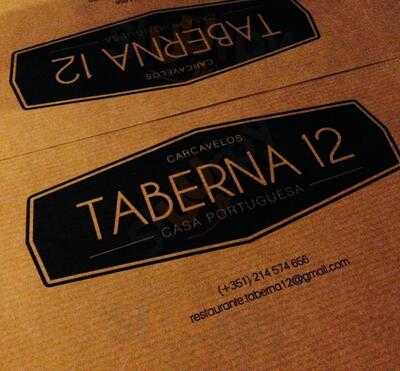 TABERNA 12
CARCAVELOS
CARCAVELOS
TABERNA 12
CASA PORTUGUESA
(+351) 214 574 656
restaurante.taberna12@gmail.com